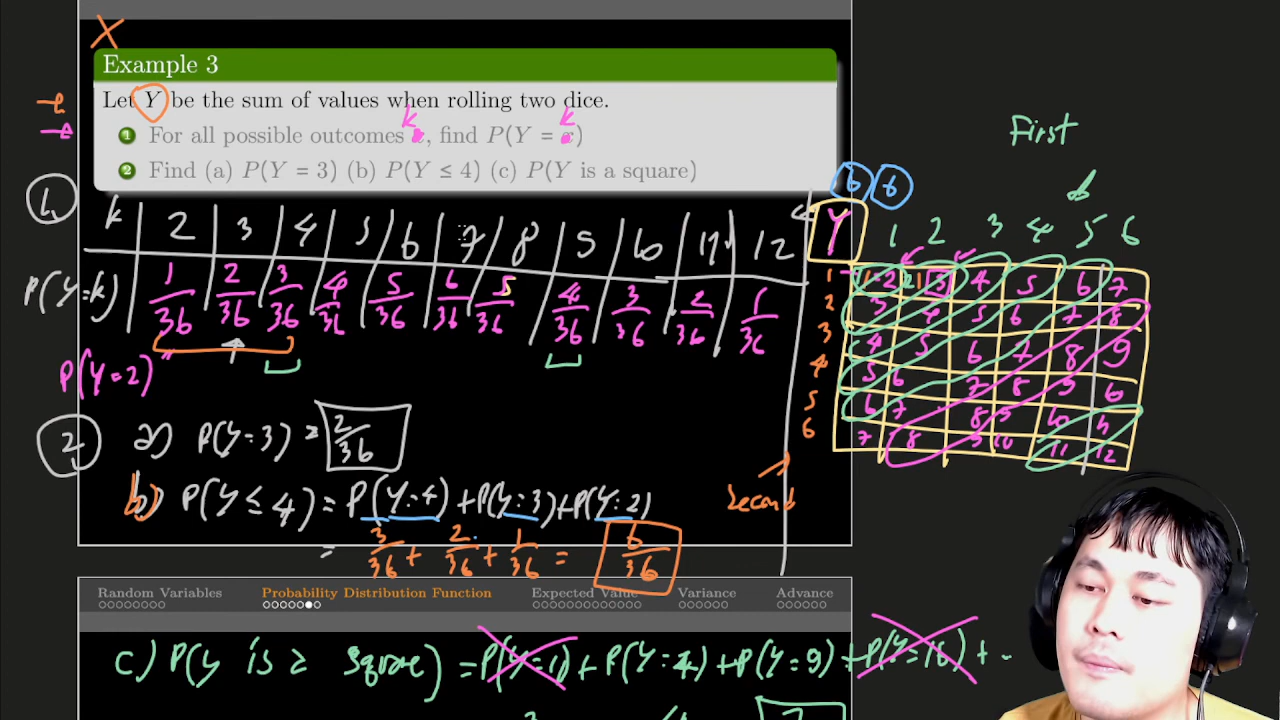 X
Example 3
Let Y be the sum of values when rolling two dice.
1 For all possible outcomes k, find P(Y = k)
2 Find (a) P(Y = 3) (b) P(Y ≤ 4) (c) P(Y is a square)
First
6 6
1.
k 2 3 4 5 6 7 8 9 10 11 12
P(Y=k) 1/36 2/36 3/36 4/36 5/36 6/36 5/36 4/36 3/36 2/36 1/36
P(Y=2)
Y 1 2 3 4 5 6
1 2 3 4 5 6 7
2 3 4 5 6 7 8
3 4 5 6 7 8 9
4 5 6 7 8 9 10
5 6 7 8 9 10 11
6 7 8 9 10 11 12
Second
2.
a) P(Y=3) = 2/36
b) P(Y ≤ 4) = P(Y=4) + P(Y=3) + P(Y=2)
= 3/36 + 2/36 + 1/36 = 6/36
Random Variables Probability Distribution Function Expected Value Variance Advance
c) P(Y is a square) = P(Y=1) + P(Y=4) + P(Y=9) + P(Y=16) + ...